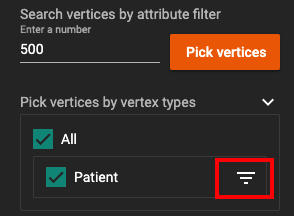 Search vertices by attribute filter
Enter a number
500
Pick vertices
Pick vertices by vertex types
All
Patient